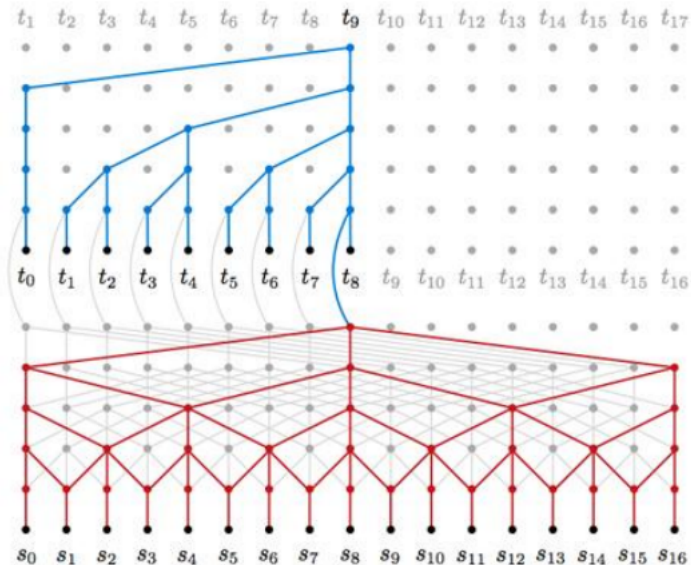 t₁ t₂ t₃ t₄ t₅ t₆ t₇ t₈ t₉ t₁₀ t₁₁ t₁₂ t₁₃ t₁₄ t₁₅ t₁₆ t₁₇
t₀ t₁ t₂ t₃ t₄ t₅ t₆ t₇ t₈ t₉ t₁₀ t₁₁ t₁₂ t₁₃ t₁₄ t₁₅ t₁₆
s₀ s₁ s₂ s₃ s₄ s₅ s₆ s₇ s₈ s₉ s₁₀ s₁₁ s₁₂ s₁₃ s₁₄ s₁₅ s₁₆